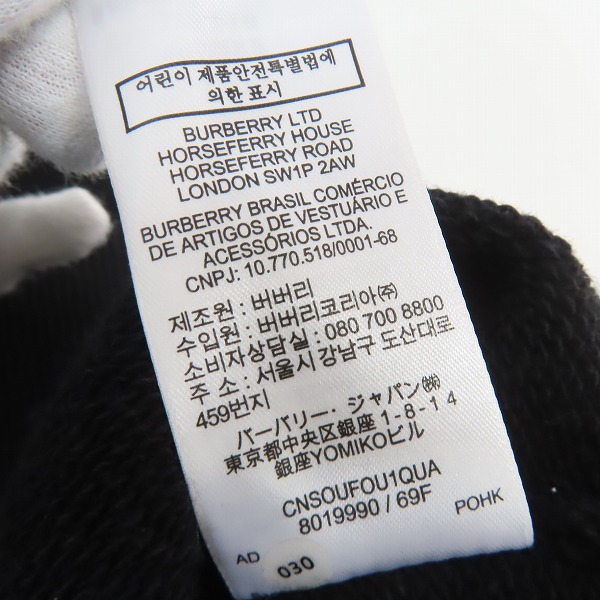 어린이 제품안전특별법에
의한 표시
BURBERRY LTD
HORSEFERRY HOUSE
HORSEFERRY ROAD
LONDON SW1P 2AW
BURBERRY BRASIL COMÉRCIO
DE ARTIGOS DE VESTUÁRIO E
ACESSÓRIOS LTDA.
CNPJ: 10.770.518/0001-68
제조원 : 버버리
수입원 : 버버리코리아㈜
소비자상담실 : 080 700 8800
주 소 : 서울시 강남구 도산대로
459번지
バーバリー・ジャパン㈱
東京都中央区銀座 1-8-14
銀座YOMIKOビル
CNSOUFOU1QUA
8019990 / 69F
POHK
AD
030